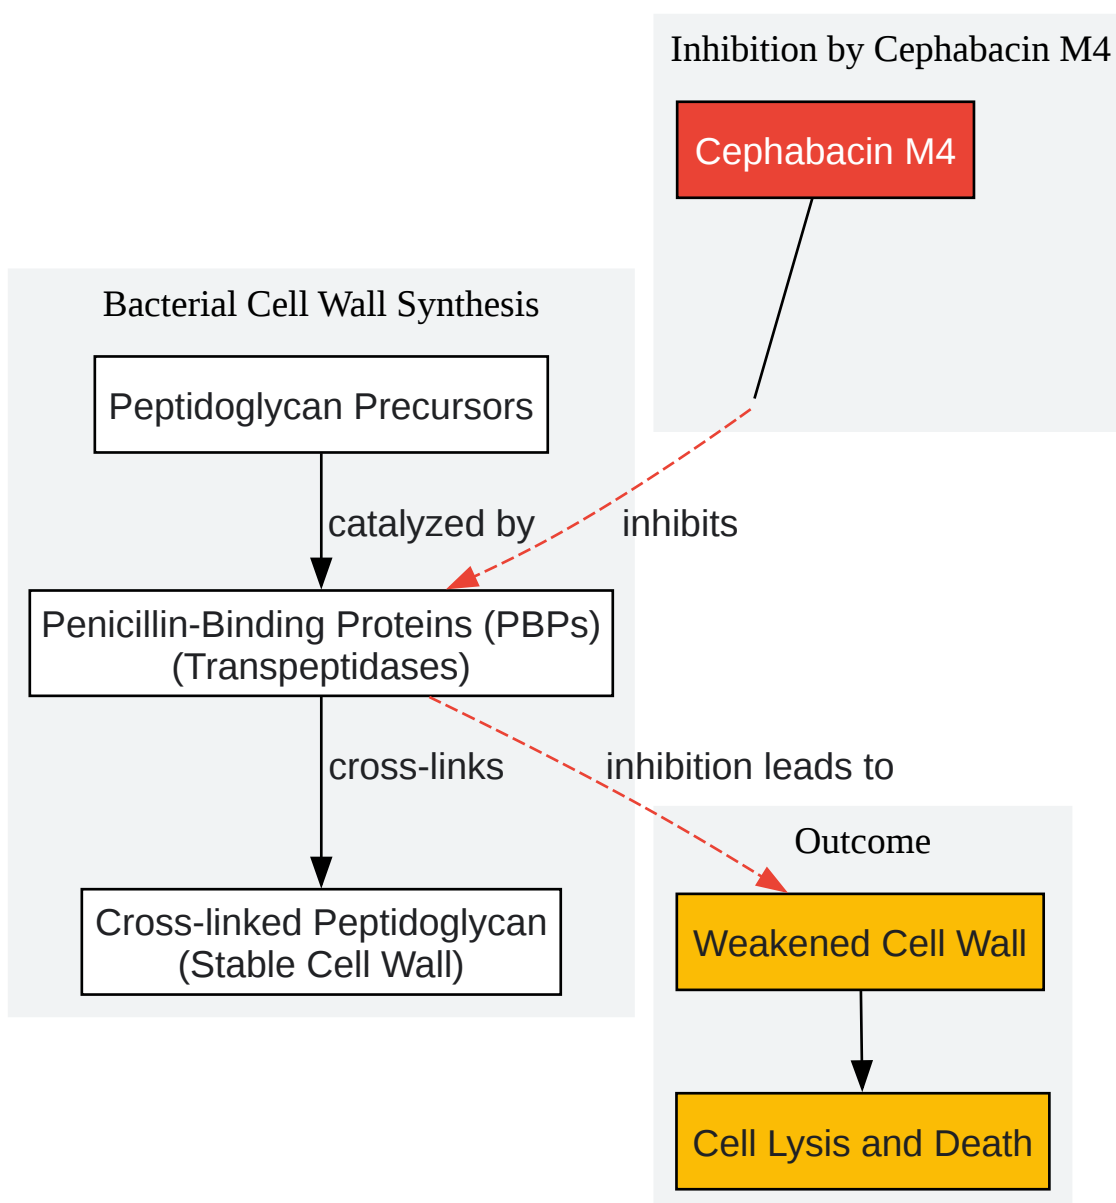 Inhibition by Cephabacin M4
Cephabacin M4
Bacterial Cell Wall Synthesis
Peptidoglycan Precursors
catalyzed by
inhibits
Penicillin-Binding Proteins (PBPs)
(Transpeptidases)
cross-links
inhibition leads to
Outcome
Cross-linked Peptidoglycan
(Stable Cell Wall)
Weakened Cell Wall
Cell Lysis and Death